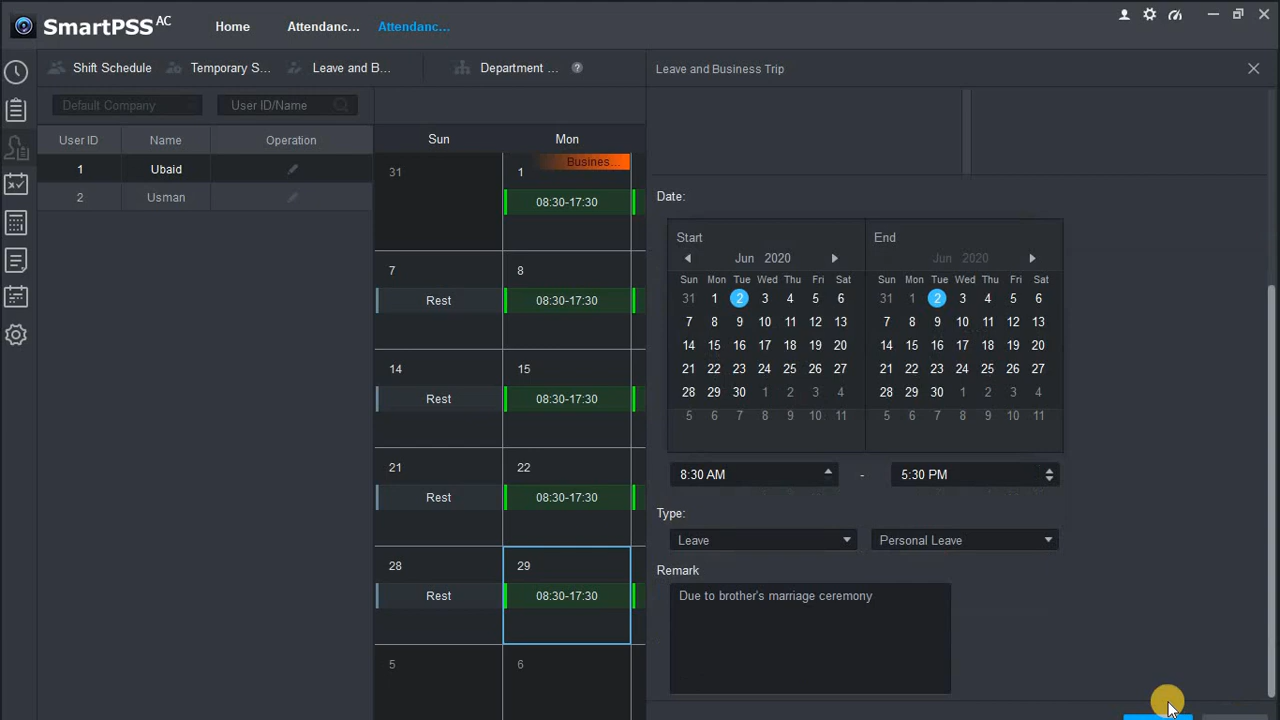 SmartPSS AC Home Attendanc... Attendanc...
Shift Schedule Temporary S... Leave and B... Department ... ?
Leave and Business Trip
Default Company User ID/Name
User ID Name Operation
1 Ubaid
2 Usman
Sun Mon
31 1 Busines...
08:30-17:30
7 8
Rest 08:30-17:30
14 15
Rest 08:30-17:30
21 22
Rest 08:30-17:30
28 29
Rest 08:30-17:30
5 6
Date:
Start End
Jun 2020 Jun 2020
Sun Mon Tue Wed Thu Fri Sat Sun Mon Tue Wed Thu Fri Sat
31 1 2 3 4 5 6 31 1 2 3 4 5 6
7 8 9 10 11 12 13 7 8 9 10 11 12 13
14 15 16 17 18 19 20 14 15 16 17 18 19 20
21 22 23 24 25 26 27 21 22 23 24 25 26 27
28 29 30 1 2 3 4 28 29 30 1 2 3 4
5 6 7 8 9 10 11 5 6 7 8 9 10 11
8:30 AM - 5:30 PM
Type:
Leave Personal Leave
Remark
Due to brother's marriage ceremony